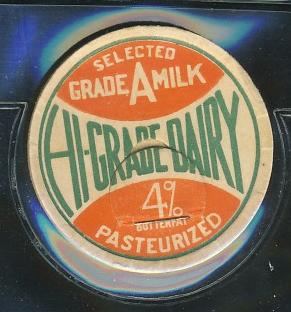 SELECTED
GRADE A MILK
HI-GRADE DAIRY
4%
BUTTERFAT
PASTEURIZED